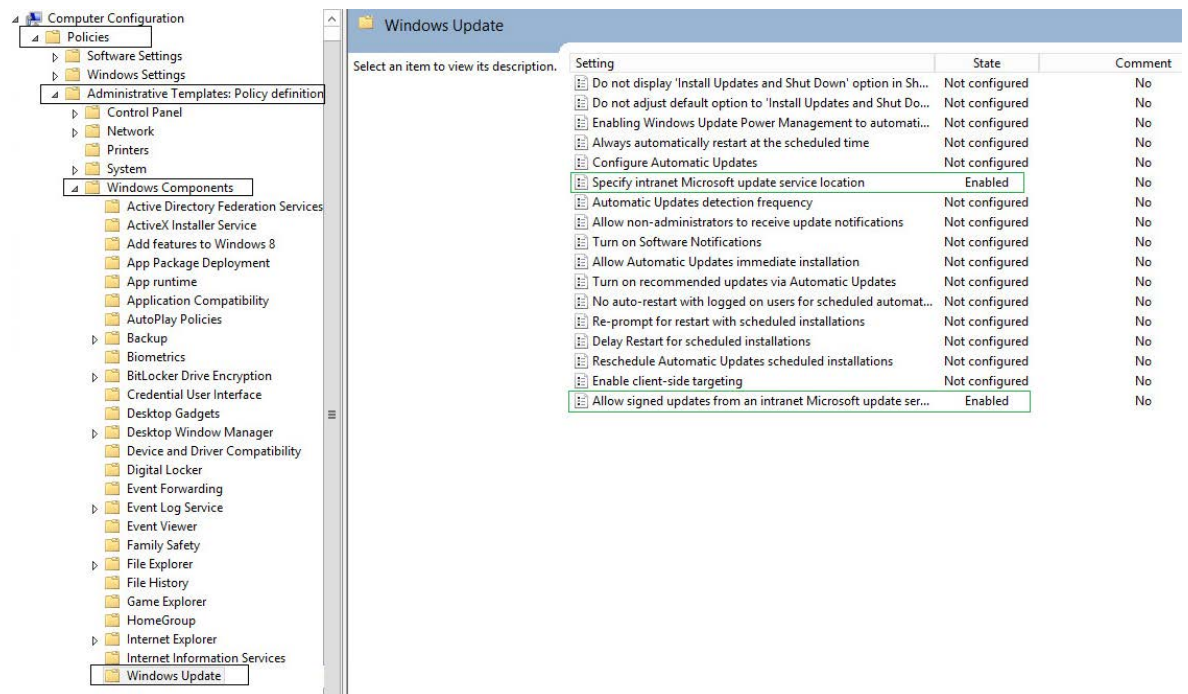 Computer Configuration
Policies
Software Settings
Windows Settings
Administrative Templates: Policy definition
Control Panel
Network
Printers
System
Windows Components
Active Directory Federation Services
ActiveX Installer Service
Add features to Windows 8
App Package Deployment
App runtime
Application Compatibility
AutoPlay Policies
Backup
Biometrics
BitLocker Drive Encryption
Credential User Interface
Desktop Gadgets
Desktop Window Manager
Device and Driver Compatibility
Digital Locker
Event Forwarding
Event Log Service
Event Viewer
Family Safety
File Explorer
File History
Game Explorer
HomeGroup
Internet Explorer
Internet Information Services
Windows Update
Windows Update
Select an item to view its description.
Setting State Comment
Do not display 'Install Updates and Shut Down' option in Sh... Not configured No
Do not adjust default option to 'Install Updates and Shut Do... Not configured No
Enabling Windows Update Power Management to automati... Not configured No
Always automatically restart at the scheduled time Not configured No
Configure Automatic Updates Not configured No
Specify intranet Microsoft update service location Enabled No
Automatic Updates detection frequency Not configured No
Allow non-administrators to receive update notifications Not configured No
Turn on Software Notifications Not configured No
Allow Automatic Updates immediate installation Not configured No
Turn on recommended updates via Automatic Updates Not configured No
No auto-restart with logged on users for scheduled automat... Not configured No
Re-prompt for restart with scheduled installations Not configured No
Delay Restart for scheduled installations Not configured No
Reschedule Automatic Updates scheduled installations Not configured No
Enable client-side targeting Not configured No
Allow signed updates from an intranet Microsoft update ser... Enabled No